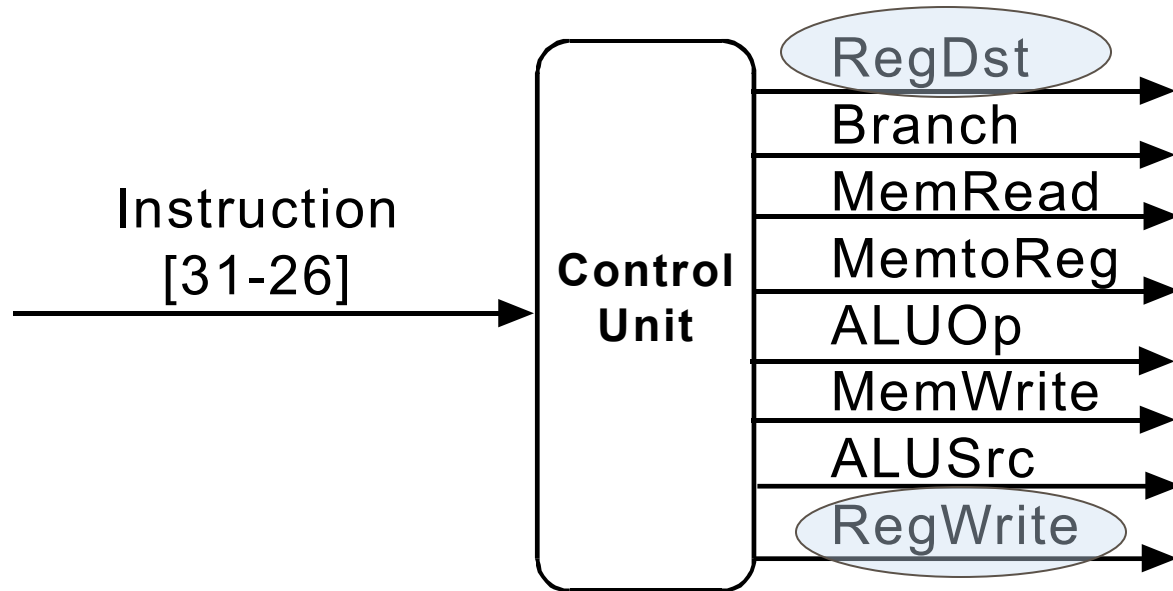 RegDst
Branch
MemRead
Instruction
[31-26]
Control
Unit
MemtoReg
ALUOp
MemWrite
ALUSrc
RegWrite